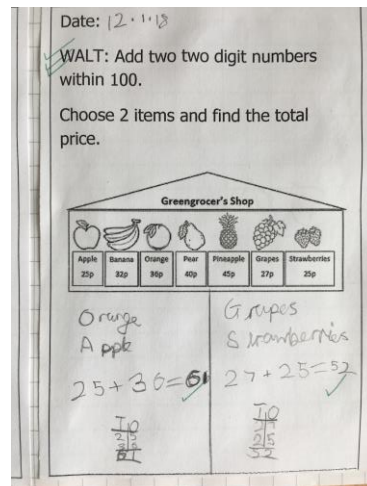 Date: 12.1.18
WALT: Add two two digit numbers
within 100.
Choose 2 items and find the total
price.
Greengrocer's Shop
Apple Banana Orange Pear Pineapple Grapes Strawberries
25p 32p 36p 40p 45p 27p 25p
Orange
Apple
25+36=61
TO
25
36
61
Grapes
Strawberries
27+25=52
TO
27
25
52